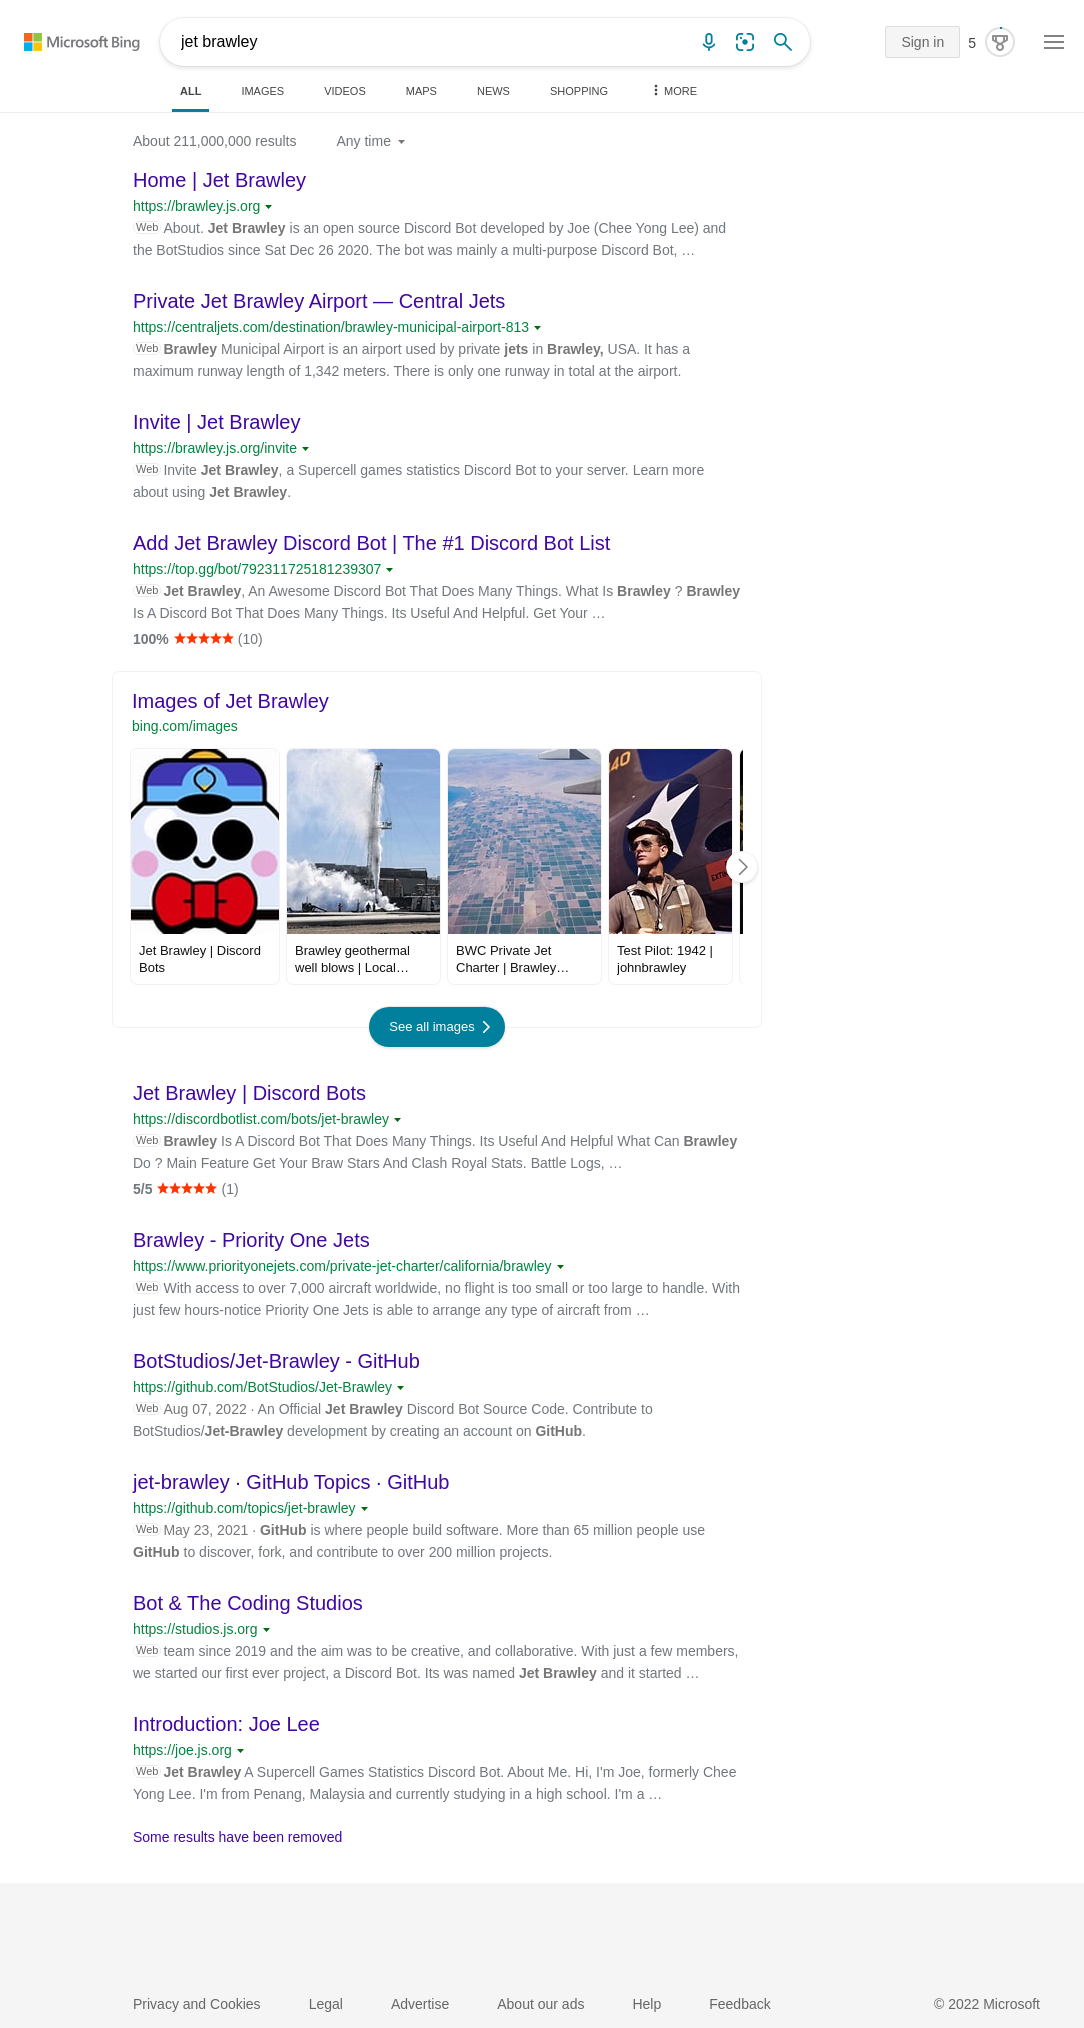 Microsoft Bing
jet brawley
Sign in
5
ALL IMAGES VIDEOS MAPS NEWS SHOPPING MORE
About 211,000,000 results Any time
Home | Jet Brawley
https://brawley.js.org
Web About. Jet Brawley is an open source Discord Bot developed by Joe (Chee Yong Lee) and
the BotStudios since Sat Dec 26 2020. The bot was mainly a multi-purpose Discord Bot, …
Private Jet Brawley Airport — Central Jets
https://centraljets.com/destination/brawley-municipal-airport-813
Web Brawley Municipal Airport is an airport used by private jets in Brawley, USA. It has a
maximum runway length of 1,342 meters. There is only one runway in total at the airport.
Invite | Jet Brawley
https://brawley.js.org/invite
Web Invite Jet Brawley, a Supercell games statistics Discord Bot to your server. Learn more
about using Jet Brawley.
Add Jet Brawley Discord Bot | The #1 Discord Bot List
https://top.gg/bot/792311725181239307
Web Jet Brawley, An Awesome Discord Bot That Does Many Things. What Is Brawley ? Brawley
Is A Discord Bot That Does Many Things. Its Useful And Helpful. Get Your …
100% ★★★★★ (10)
Images of Jet Brawley
bing.com/images
Jet Brawley | Discord
Bots
Brawley geothermal
well blows | Local…
BWC Private Jet
Charter | Brawley…
Test Pilot: 1942 |
johnbrawley
See all images
Jet Brawley | Discord Bots
https://discordbotlist.com/bots/jet-brawley
Web Brawley Is A Discord Bot That Does Many Things. Its Useful And Helpful What Can Brawley
Do ? Main Feature Get Your Braw Stars And Clash Royal Stats. Battle Logs, …
5/5 ★★★★★ (1)
Brawley - Priority One Jets
https://www.priorityonejets.com/private-jet-charter/california/brawley
Web With access to over 7,000 aircraft worldwide, no flight is too small or too large to handle. With
just few hours-notice Priority One Jets is able to arrange any type of aircraft from …
BotStudios/Jet-Brawley - GitHub
https://github.com/BotStudios/Jet-Brawley
Web Aug 07, 2022 · An Official Jet Brawley Discord Bot Source Code. Contribute to
BotStudios/Jet-Brawley development by creating an account on GitHub.
jet-brawley · GitHub Topics · GitHub
https://github.com/topics/jet-brawley
Web May 23, 2021 · GitHub is where people build software. More than 65 million people use
GitHub to discover, fork, and contribute to over 200 million projects.
Bot & The Coding Studios
https://studios.js.org
Web team since 2019 and the aim was to be creative, and collaborative. With just a few members,
we started our first ever project, a Discord Bot. Its was named Jet Brawley and it started …
Introduction: Joe Lee
https://joe.js.org
Web Jet Brawley A Supercell Games Statistics Discord Bot. About Me. Hi, I'm Joe, formerly Chee
Yong Lee. I'm from Penang, Malaysia and currently studying in a high school. I'm a …
Some results have been removed
Privacy and Cookies Legal Advertise About our ads Help Feedback © 2022 Microsoft